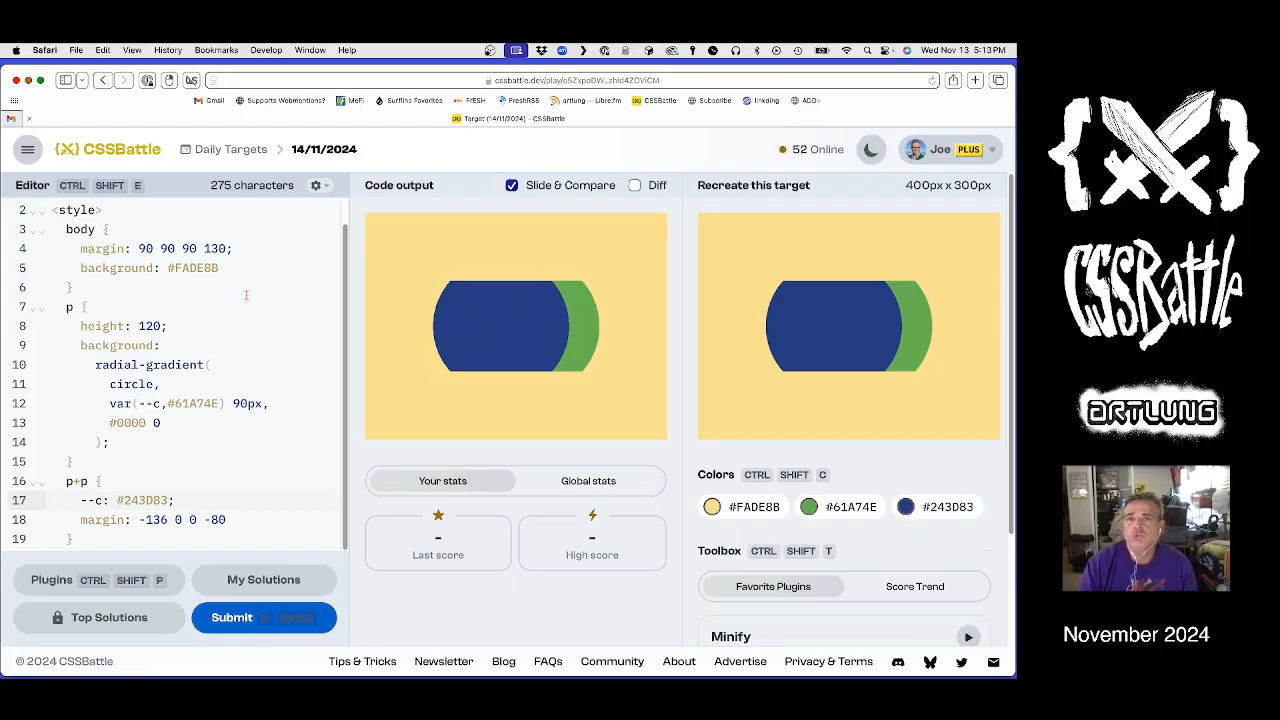 Safari File Edit View History Bookmarks Develop Window Help Wed Nov 13 5:13 PM
cssbattle.dev/play/o5ZxpoDWLzhId4ZOViCM
Gmail Supports Webmentions? MeFi Surfline Favorites FrESH FreshRSS artlung — Libre.fm CSSBattle Subscribe linkding ADD+
Target (14/11/2024) - CSSBattle
{X} CSSBattle Daily Targets 14/11/2024 52 Online Joe PLUS
Editor CTRL SHIFT E 275 characters Code output Slide & Compare Diff Recreate this target 400px x 300px
2 <style>
3 body {
4 margin: 90 90 90 130;
5 background: #FADE8B
6 }
7 p {
8 height: 120;
9 background:
10 radial-gradient(
11 circle,
12 var(--c,#61A74E) 90px,
13 #0000 0
14 );
15 }
16 p+p {
17 --c: #243D83;
18 margin: -136 0 0 -80
19 }
Your stats Global stats
-
Last score
-
High score
Colors CTRL SHIFT C
#FADE8B #61A74E #243D83
Toolbox CTRL SHIFT T
Favorite Plugins Score Trend
Minify
Plugins CTRL SHIFT P My Solutions
Top Solutions Submit ENTER
© 2024 CSSBattle Tips & Tricks Newsletter Blog FAQs Community About Advertise Privacy & Terms
CSSBattle
ARTLUNG
November 2024